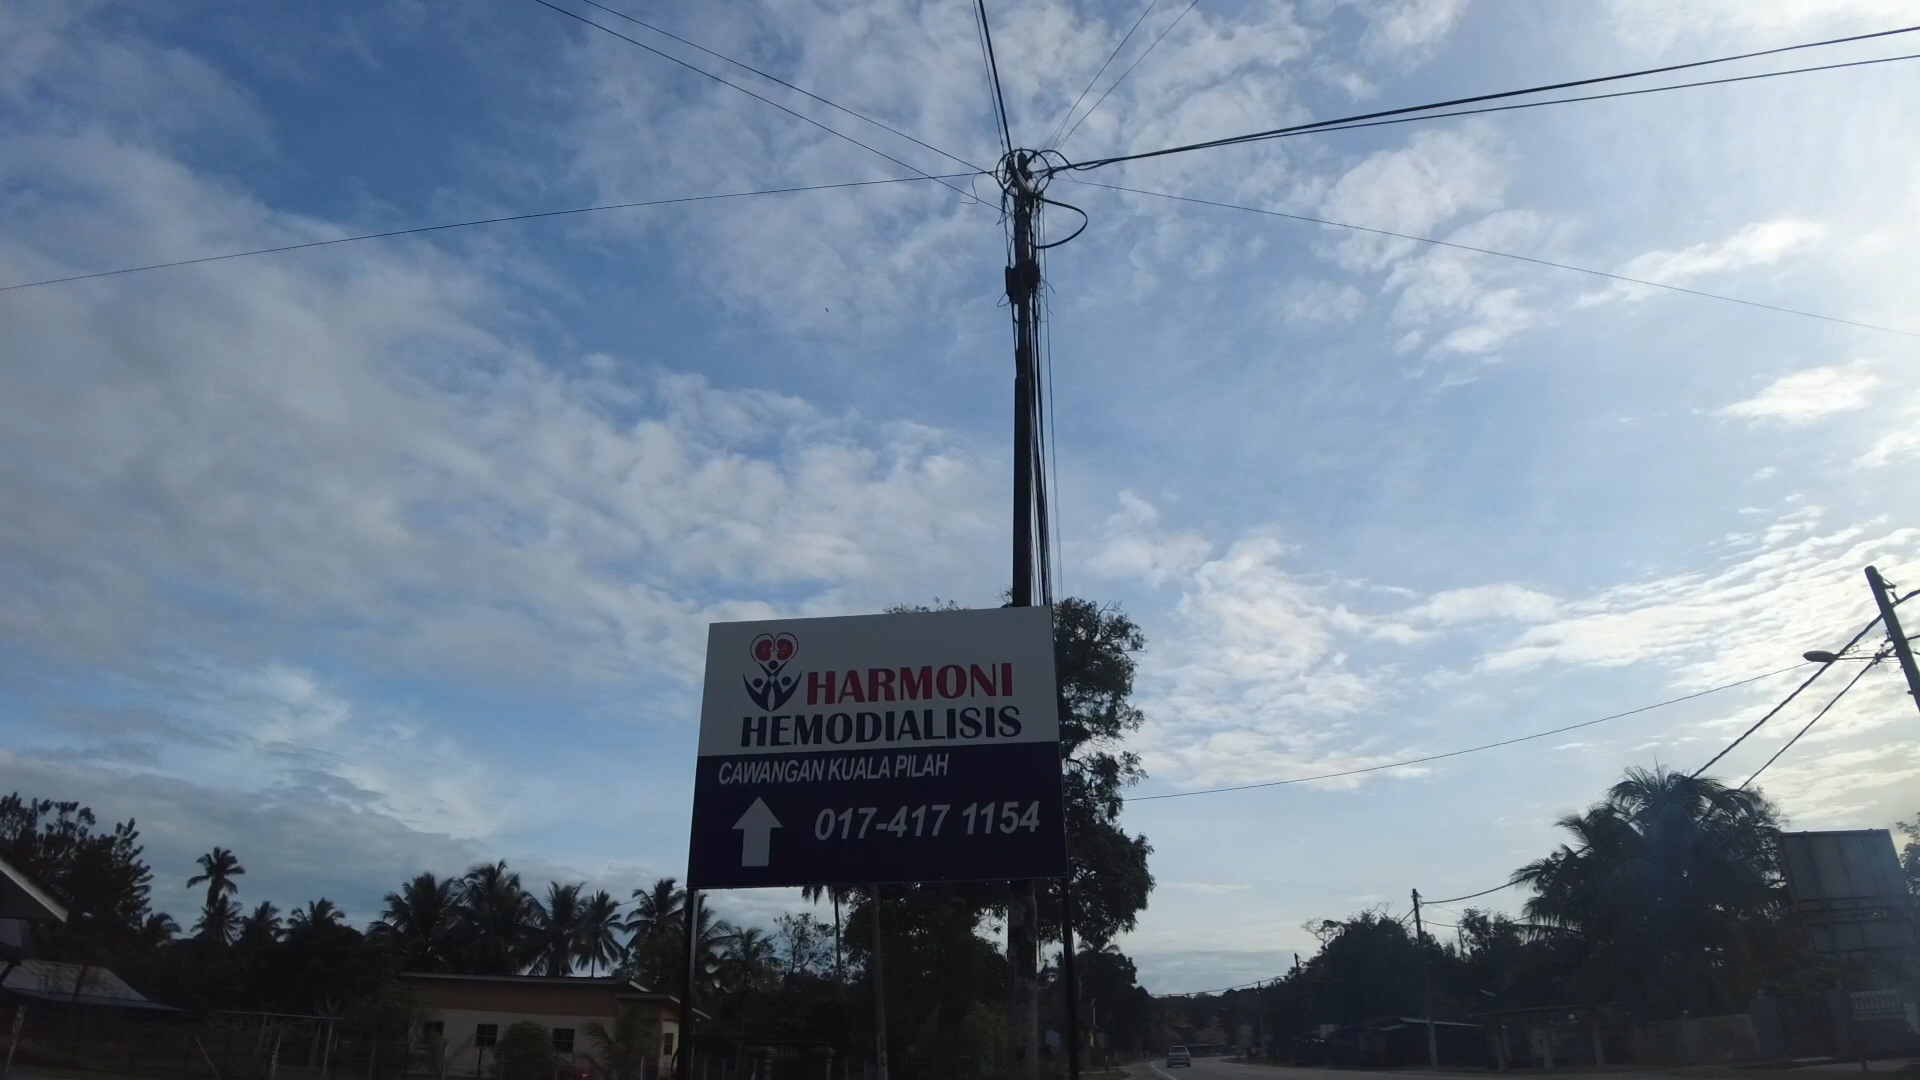 HARMONI
HEMODIALISIS
CAWANGAN KUALA PILAH
017-417 1154